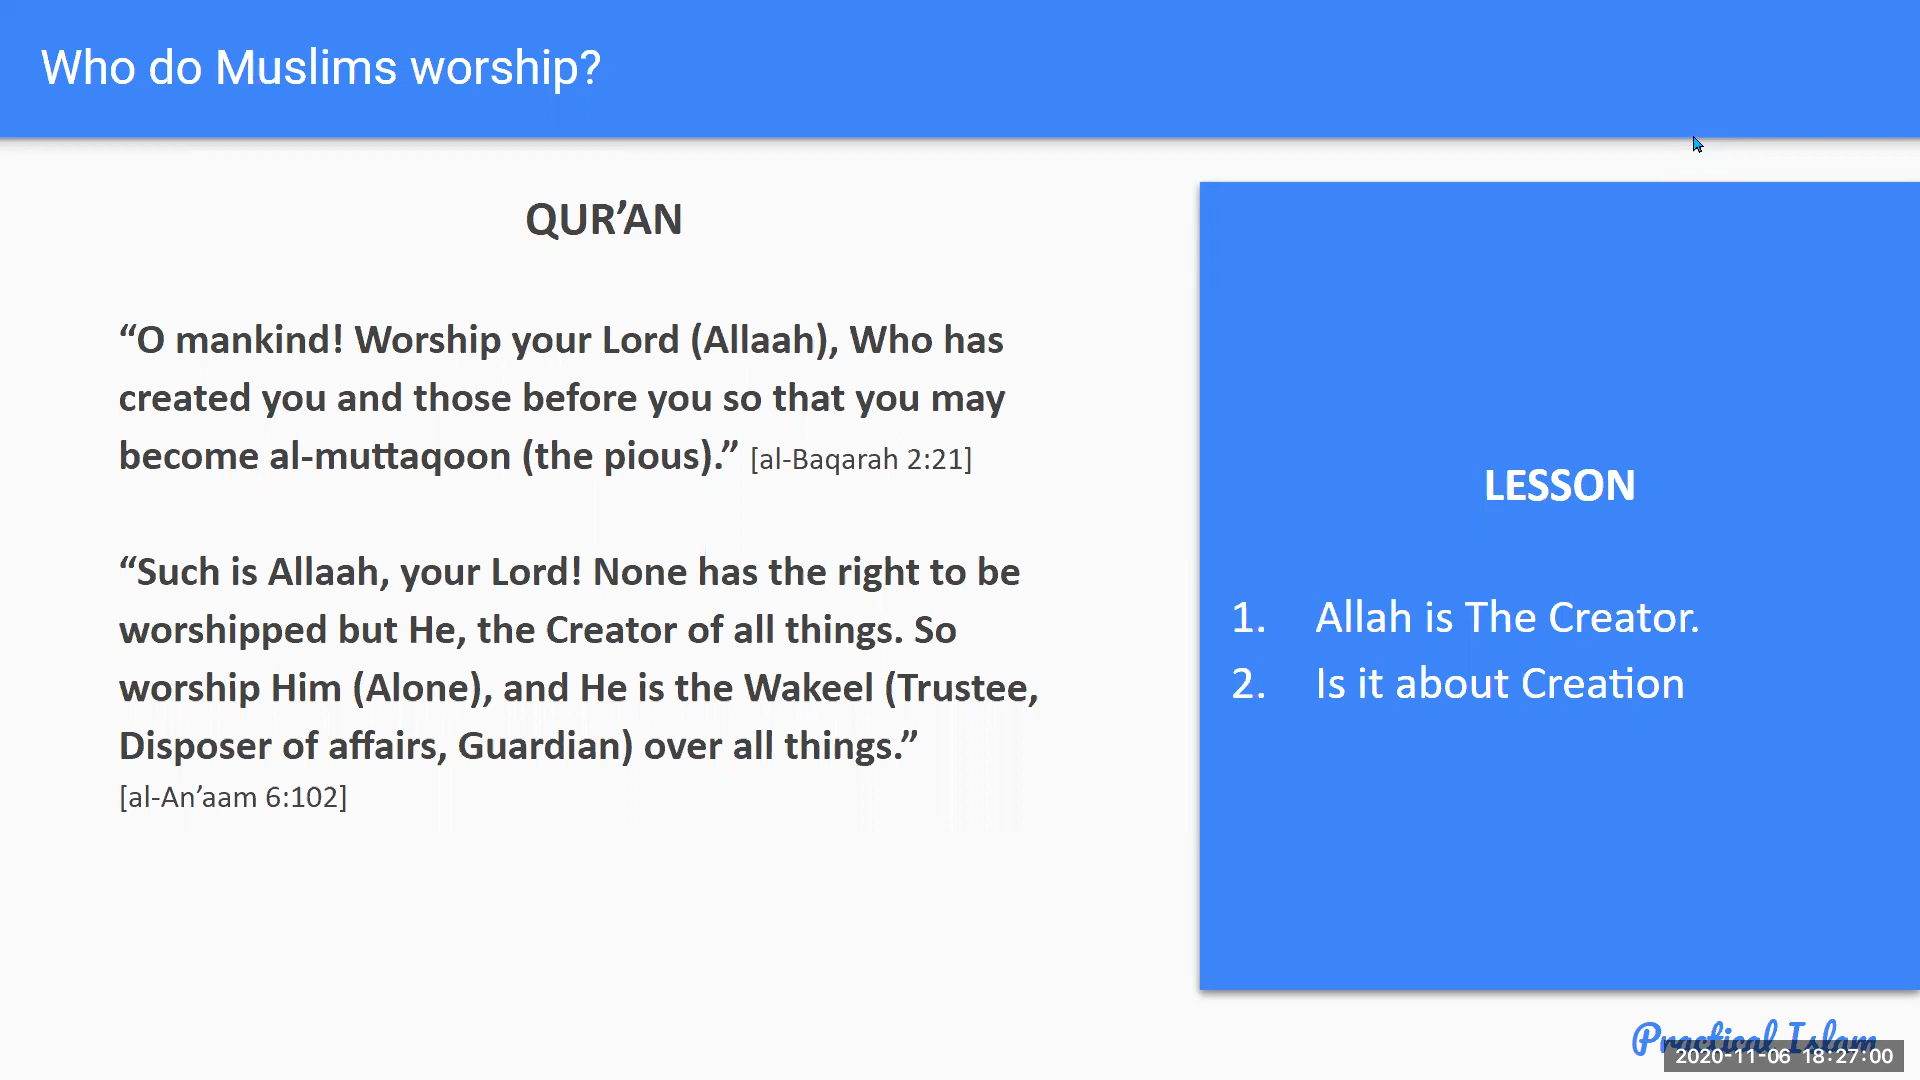 Who do Muslims worship?
QUR’AN
“O mankind! Worship your Lord (Allaah), Who has
created you and those before you so that you may
become al-muttaqoon (the pious).” [al-Baqarah 2:21]
“Such is Allaah, your Lord! None has the right to be
worshipped but He, the Creator of all things. So
worship Him (Alone), and He is the Wakeel (Trustee,
Disposer of affairs, Guardian) over all things.”
[al-An’aam 6:102]
LESSON
1. Allah is The Creator.
2. Is it about Creation
Practical Islam
2020-11-06 18:27:00